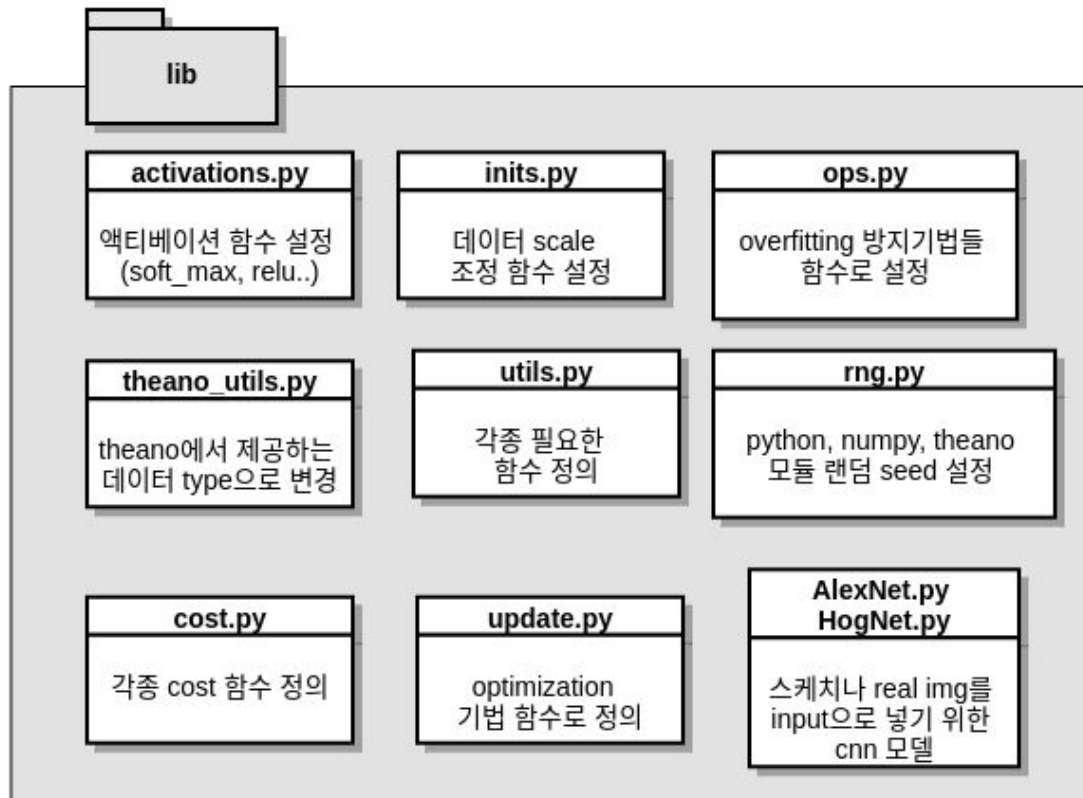 lib
activations.py
액티베이션 함수 설정
(soft_max, relu..)
inits.py
데이터 scale
조정 함수 설정
ops.py
overfitting 방지기법들
함수로 설정
theano_utils.py
theano에서 제공하는
데이터 type으로 변경
utils.py
각종 필요한
함수 정의
rng.py
python, numpy, theano
모듈 랜덤 seed 설정
cost.py
각종 cost 함수 정의
update.py
optimization
기법 함수로 정의
AlexNet.py
HogNet.py
스케치나 real img를
input으로 넣기 위한
cnn 모델